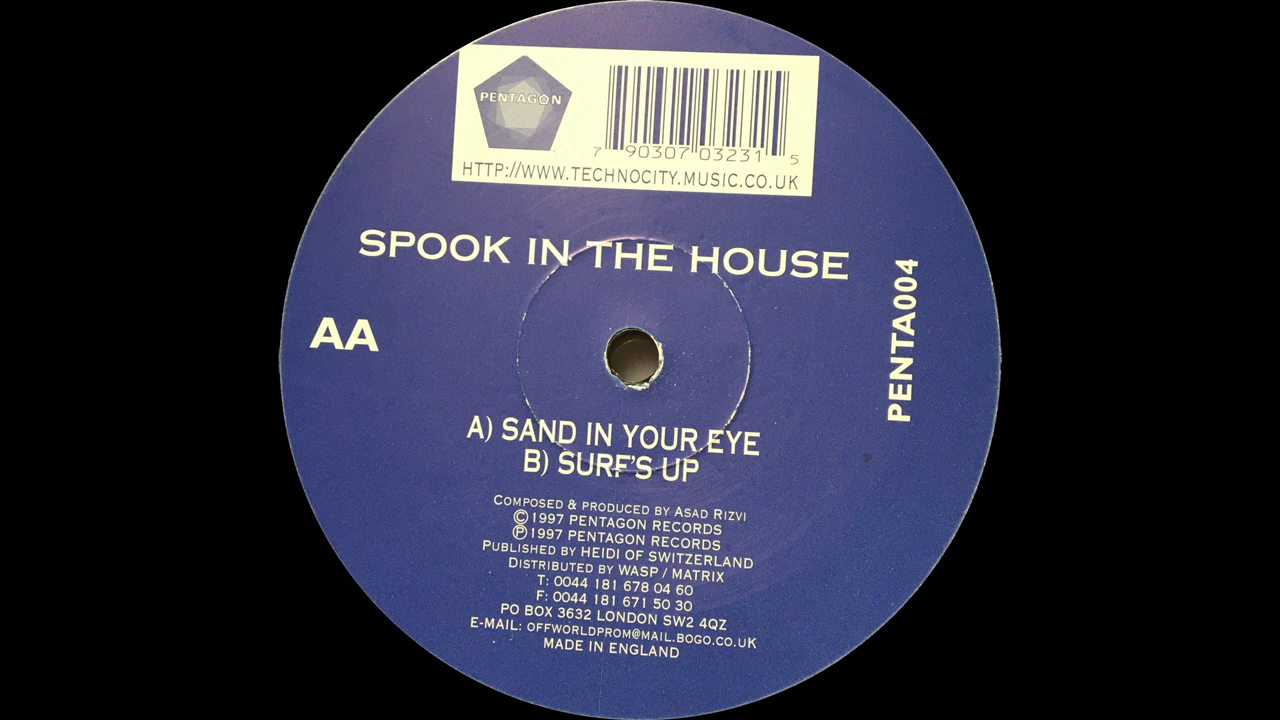 PENTAGON
7 90307 03231 5
HTTP://WWW.TECHNOCITY.MUSIC.CO.UK
SPOOK IN THE HOUSE
AA
PENTA004
A) SAND IN YOUR EYE
B) SURF'S UP
COMPOSED & PRODUCED BY ASAD RIZVI
©1997 PENTAGON RECORDS
℗1997 PENTAGON RECORDS
PUBLISHED BY HEIDI OF SWITZERLAND
DISTRIBUTED BY WASP / MATRIX
T: 0044 181 678 04 60
F: 0044 181 671 50 30
PO BOX 3632 LONDON SW2 4QZ
E-MAIL: OFFWORLDPROM@MAIL.BOGO.CO.UK
MADE IN ENGLAND